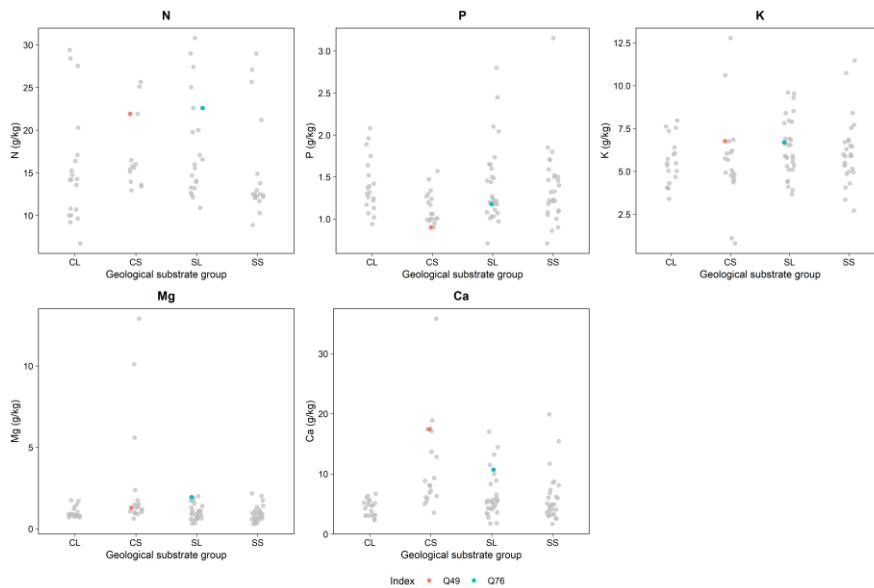 N
P
K
30
25
20
15
10
N (g/kg)
CL CS SL SS
Geological substrate group
3.0
2.5
2.0
1.5
1.0
P (g/kg)
CL CS SL SS
Geological substrate group
12.5
10.0
7.5
5.0
2.5
K (g/kg)
CL CS SL SS
Geological substrate group
Mg
Ca
10
5
0
Mg (g/kg)
CL CS SL SS
Geological substrate group
30
20
10
0
Ca (g/kg)
CL CS SL SS
Geological substrate group
Index Q49 Q76